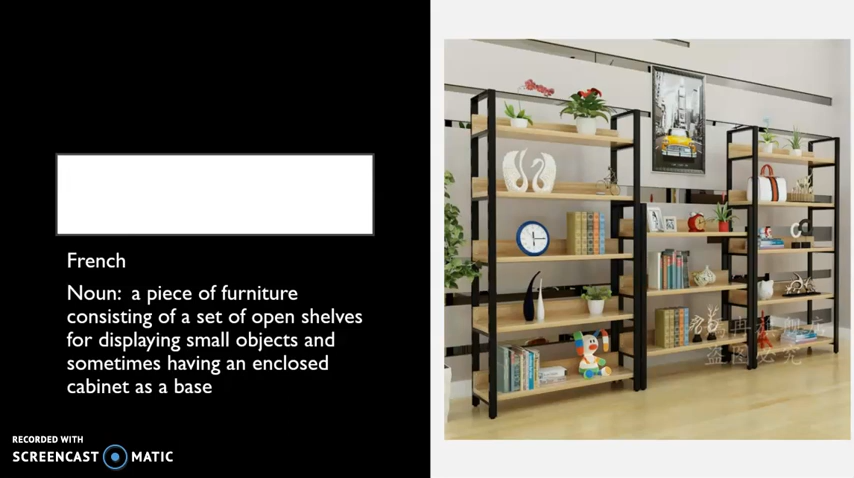 French
Noun:  a piece of furniture
consisting of a set of open shelves
for displaying small objects and
sometimes having an enclosed
cabinet as a base
RECORDED WITH
SCREENCAST MATIC